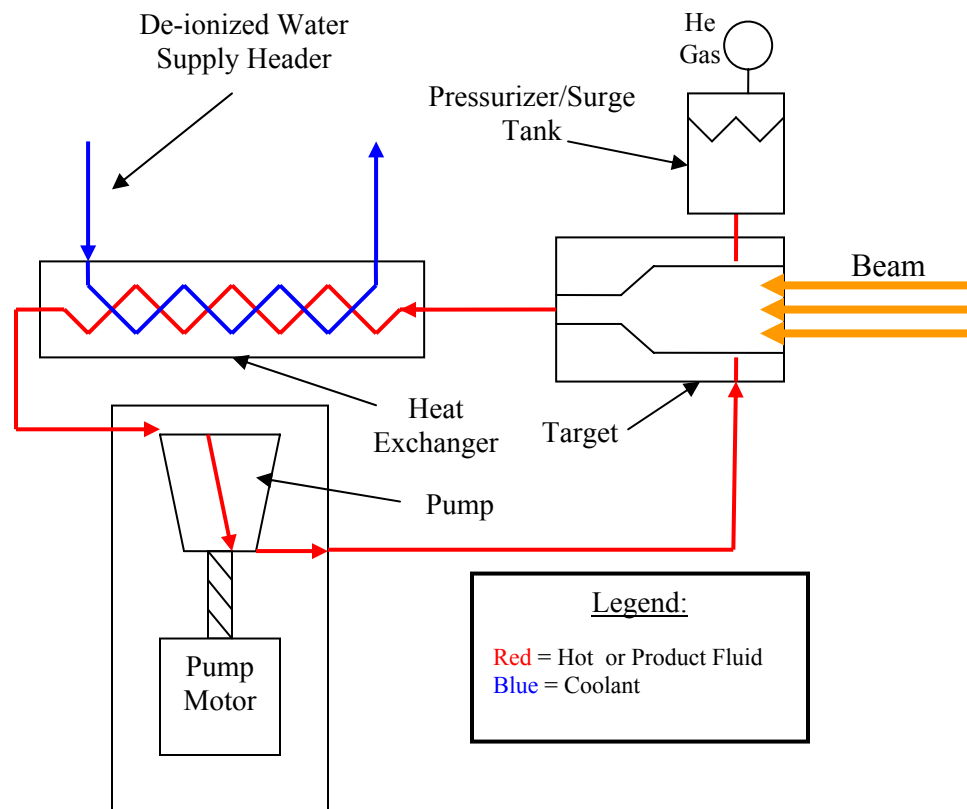 De-ionized Water
Supply Header
He
Gas
Pressurizer/Surge
Tank
Beam
Heat
Exchanger
Target
Pump
Pump
Motor
Legend:
Red = Hot or Product Fluid
Blue = Coolant